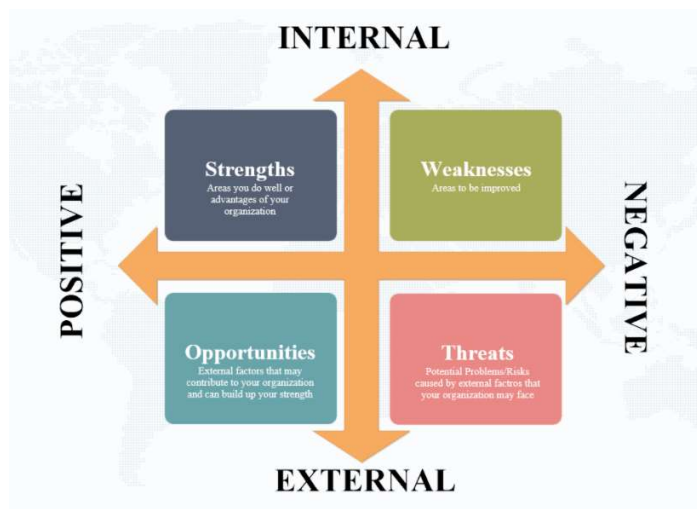 INTERNAL
Strengths
Areas you do well or
advantages of your
organization
Weaknesses
Areas to be improved
POSITIVE
NEGATIVE
Opportunities
External factors that may
contribute to your organization
and can build up your strength
Threats
Potential Problems/Risks
caused by external factros that
your organization may face
EXTERNAL